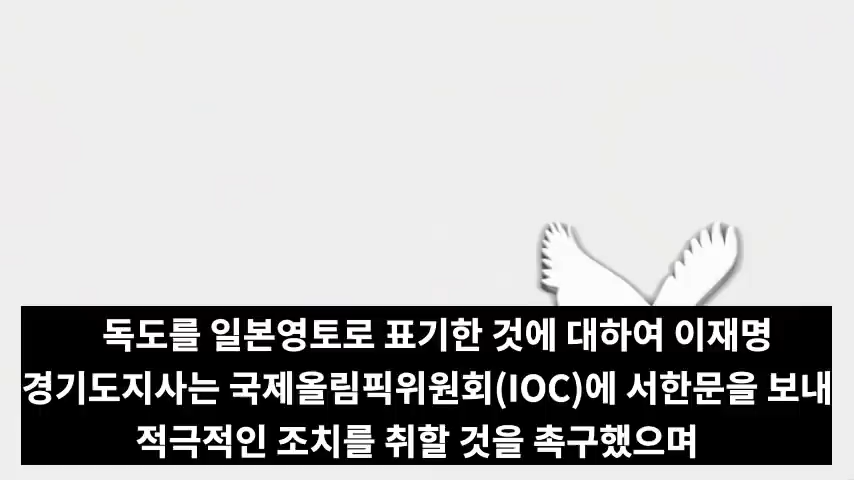 독도를 일본영토로 표기한 것에 대하여 이재명
경기도지사는 국제올림픽위원회(IOC)에 서한문을 보내
적극적인 조치를 취할 것을 촉구했으며